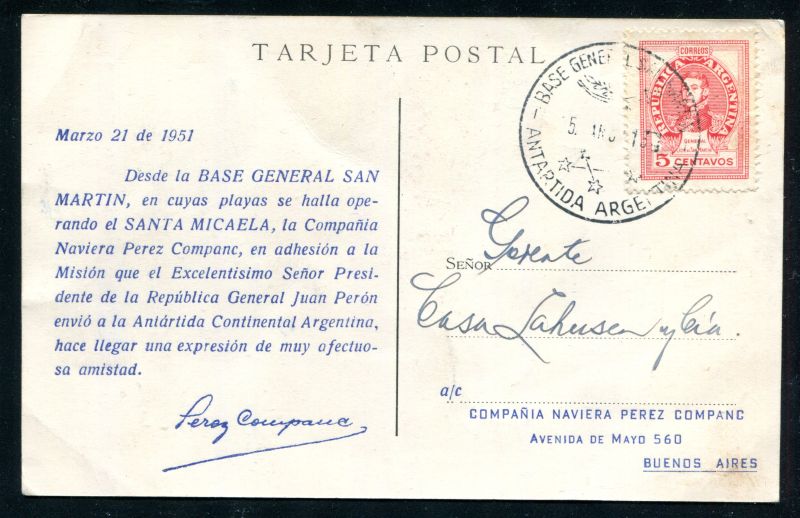 TARJETA POSTAL
Marzo 21 de 1951
Desde la BASE GENERAL SAN
MARTIN, en cuyas playas se halla ope-
rando el SANTA MICAELA, la Compañía
Naviera Perez Companc, en adhesión a la
Misión que el Excelentisimo Señor Presi-
dente de la República General Juan Perón
envió a la Antártida Continental Argentina,
hace llegar una expresión de muy afectuo-
sa amistad.
Perez Companc
BASE GENERAL
ANTARTIDA ARGENTINA
CORREOS
REPUBLICA ARGENTINA
GENERAL
5 CENTAVOS
SEÑOR Gerente
Casa Lahusen y Cía.
a/c
COMPAÑIA NAVIERA PEREZ COMPANC
AVENIDA DE MAYO 560
BUENOS AIRES